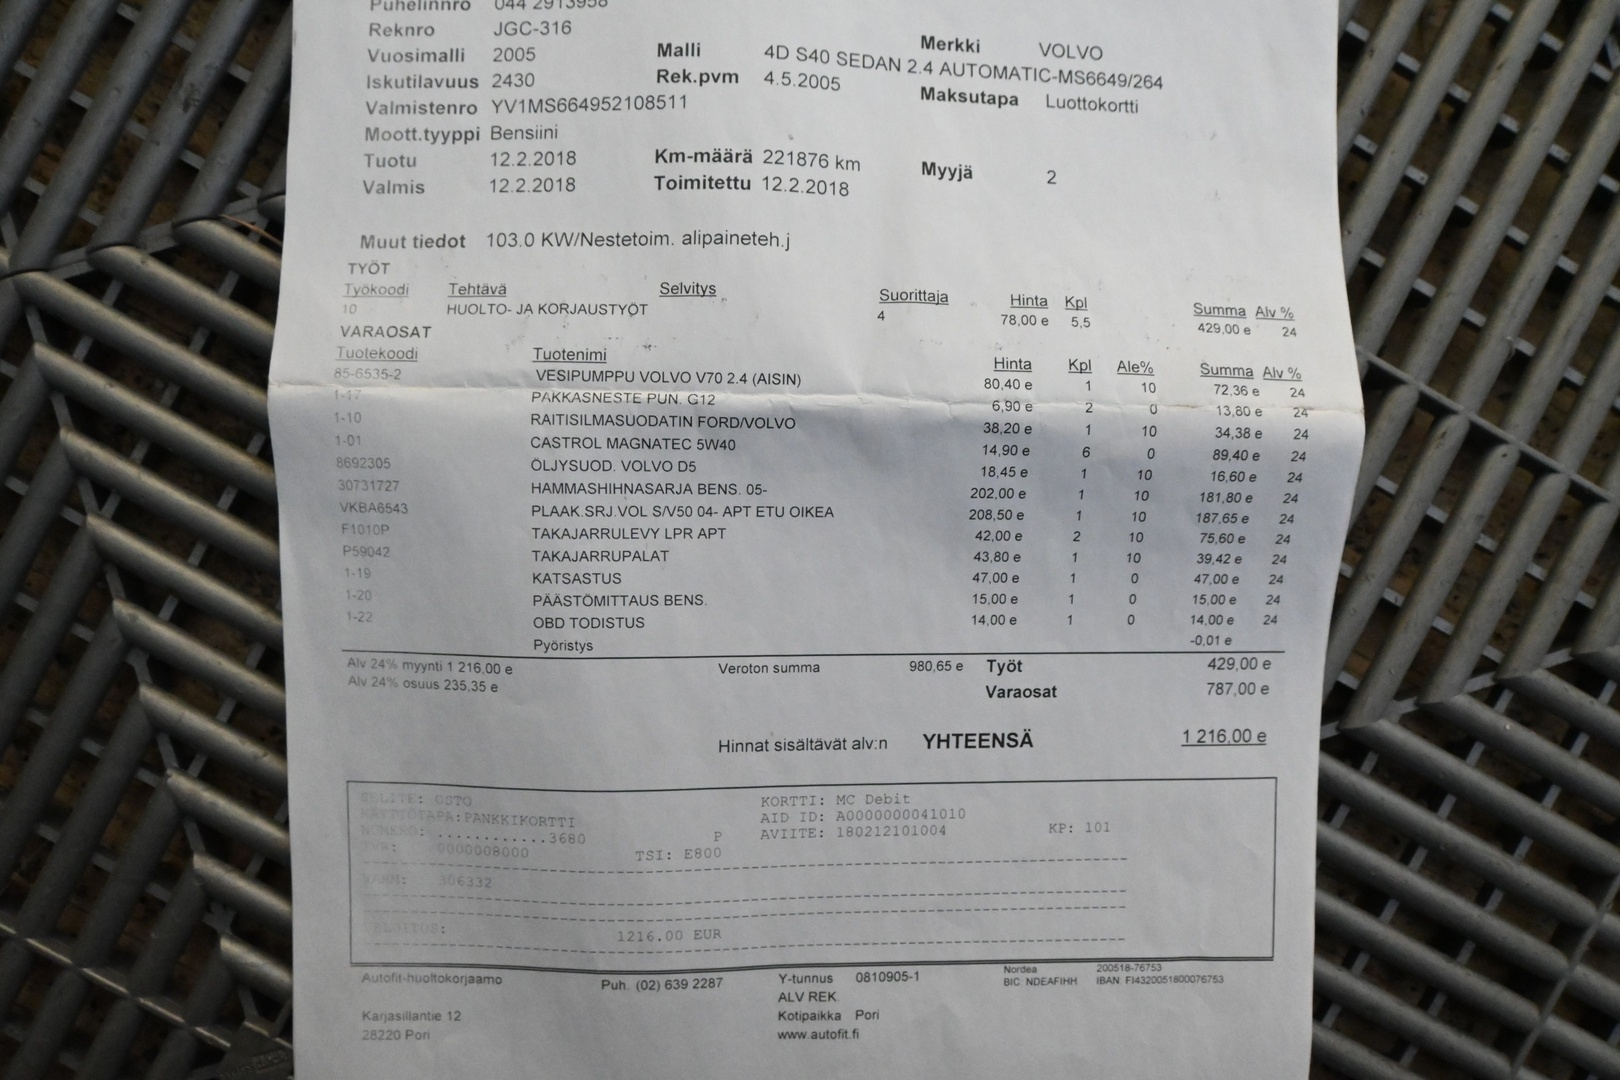 Puhelinnro 044 2913958
Reknro JGC-316
Vuosimalli 2005 Malli 4D S40 SEDAN 2.4 AUTOMATIC-MS6649/264 Merkki VOLVO
Iskutilavuus 2430 Rek.pvm 4.5.2005 Maksutapa Luottokortti
Valmistenro YV1MS664952108511
Moott.tyyppi Bensiini
Tuotu 12.2.2018 Km-määrä 221876 km Myyjä 2
Valmis 12.2.2018 Toimitettu 12.2.2018
Muut tiedot 103.0 KW/Nestetoim. alipaineteh.j
TYÖT
Työkoodi Tehtävä Selvitys Suorittaja Hinta Kpl Summa Alv %
10 HUOLTO- JA KORJAUSTYÖT 4 78,00 e 5,5 429,00 e 24
VARAOSAT
Tuotekoodi Tuotenimi Hinta Kpl Ale% Summa Alv %
85-6535-2 VESIPUMPPU VOLVO V70 2.4 (AISIN) 80,40 e 1 10 72,36 e 24
1-17 PAKKASNESTE PUN. G12 6,90 e 2 0 13,80 e 24
1-10 RAITISILMASUODATIN FORD/VOLVO 38,20 e 1 10 34,38 e 24
1-01 CASTROL MAGNATEC 5W40 14,90 e 6 0 89,40 e 24
8692305 ÖLJYSUOD. VOLVO D5 18,45 e 1 10 16,60 e 24
30731727 HAMMASHIHNASARJA BENS. 05- 202,00 e 1 10 181,80 e 24
VKBA6543 PLAAK.SRJ.VOL S/V50 04- APT ETU OIKEA 208,50 e 1 10 187,65 e 24
F1010P TAKAJARRULEVY LPR APT 42,00 e 2 10 75,60 e 24
P59042 TAKAJARRUPALAT 43,80 e 1 10 39,42 e 24
1-19 KATSASTUS 47,00 e 1 0 47,00 e 24
1-20 PÄÄSTÖMITTAUS BENS. 15,00 e 1 0 15,00 e 24
1-22 OBD TODISTUS 14,00 e 1 0 14,00 e 24
Pyöristys -0,01 e
Alv 24% myynti 1 216,00 e Veroton summa 980,65 e Työt 429,00 e
Alv 24% osuus 235,35 e Varaosat 787,00 e
Hinnat sisältävät alv:n YHTEENSÄ 1 216,00 e
SELITE: OSTO KORTTI: MC Debit
KÄYTTÖTAPA:PANKKIKORTTI AID ID: A0000000041010
NUMERO: ...........3680 P AVIITE: 180212101004 KP: 101
TVR: 0000008000 TSI: E800
VARM: 306332
VELOITUS: 1216.00 EUR
Autofit-huoltokorjaamo Puh. (02) 639 2287 Y-tunnus 0810905-1 Nordea 200518-76753
BIC NDEAFIHH IBAN FI4320051800076753
ALV REK.
Karjasillantie 12 Kotipaikka Pori
28220 Pori www.autofit.fi